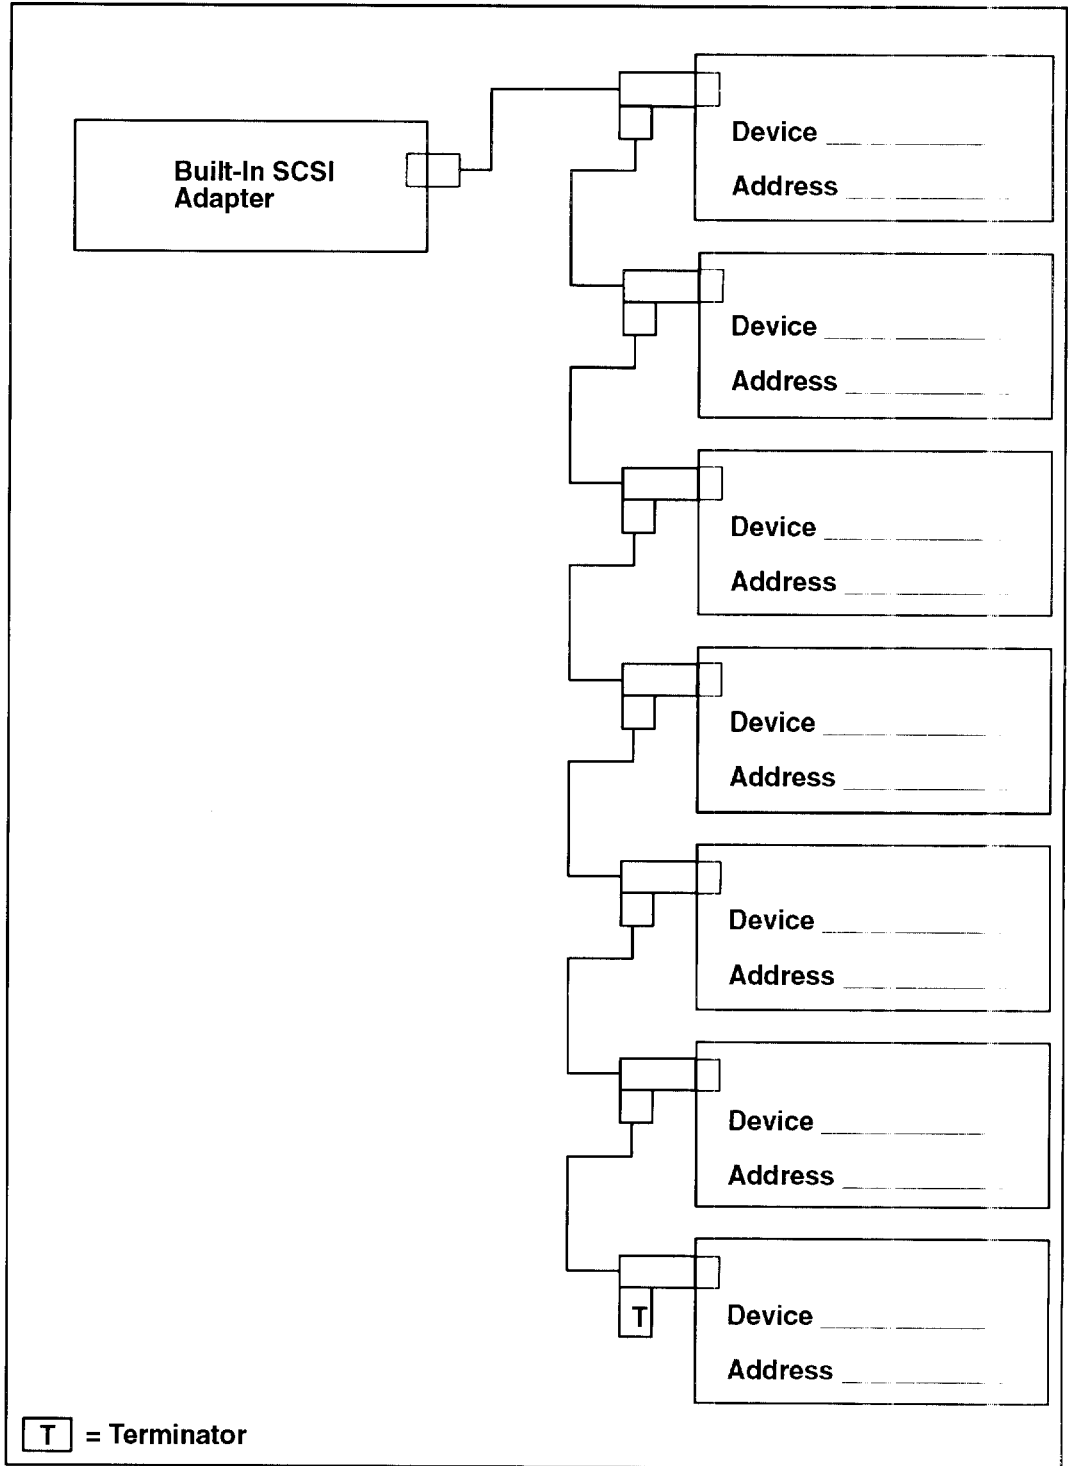 Built-In SCSI
Adapter
Device
Address
Device
Address
Device
Address
Device
Address
Device
Address
Device
Address
T
Device
Address
T = Terminator